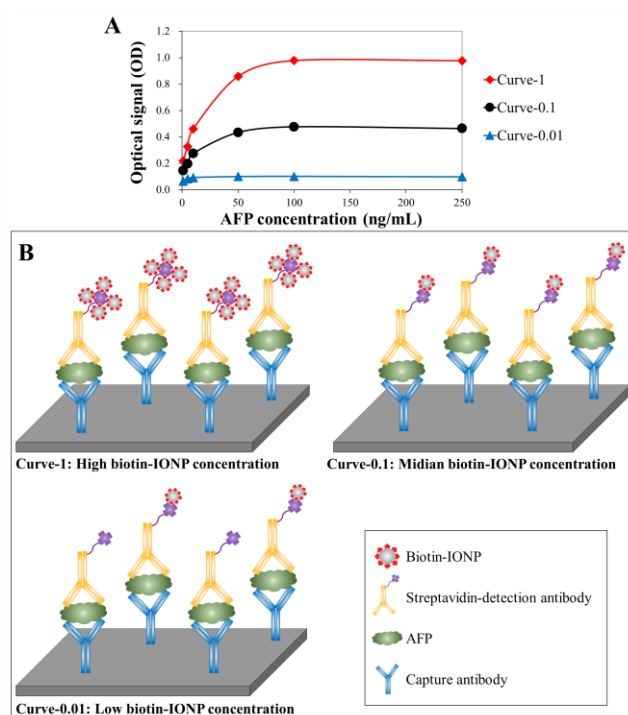 A
Optical signal (OD)
1.2
1.0
0.8
0.6
0.4
0.2
0.0
0
50
100
150
200
250
AFP concentration (ng/mL)
Curve-1
Curve-0.1
Curve-0.01
B
Curve-1: High biotin-IONP concentration
Curve-0.1: Midian biotin-IONP concentration
Curve-0.01: Low biotin-IONP concentration
Biotin-IONP
Streptavidin-detection antibody
AFP
Capture antibody